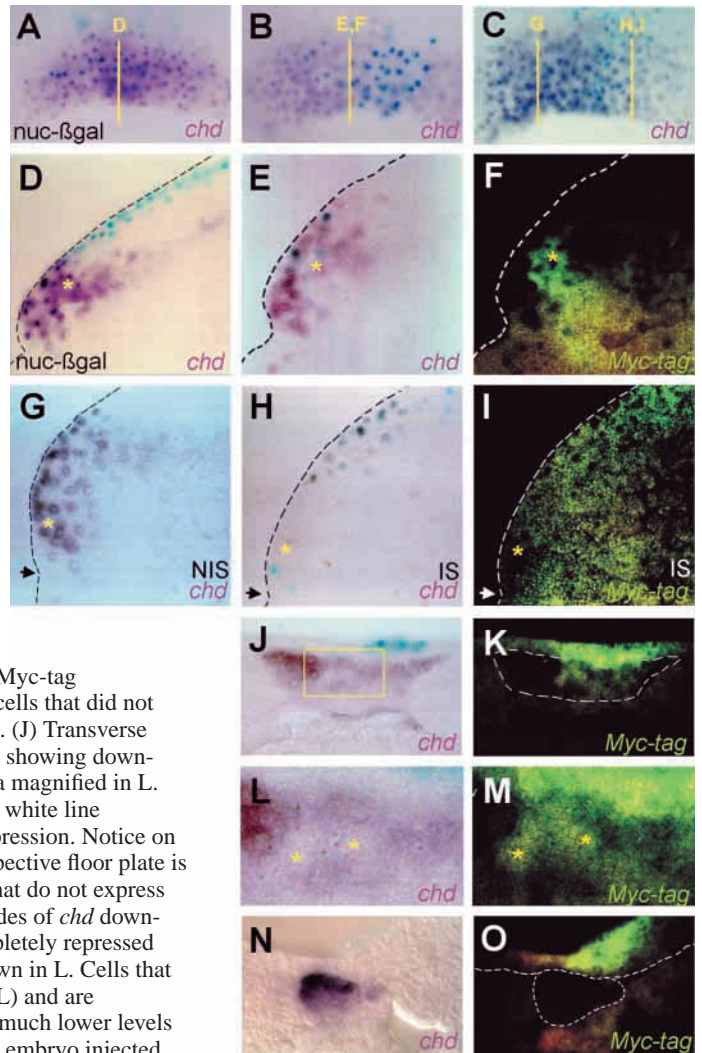 A
D
nuc-ßgal
chd
B
E,F
chd
C
G
H,I
chd
D
nuc-ßgal
chd
E
chd
F
Myc-tag
G
NIS
chd
H
IS
chd
I
IS
Myc-tag
Myc-tag
cells that did not
. (J) Transverse
showing down-
a magnified in L.
white line
pression. Notice on
pective floor plate is
hat do not express
des of chd down-
pletely repressed
wn in L. Cells that
L) and are
much lower levels
embryo injected
J
chd
K
Myc-tag
L
chd
M
Myc-tag
N
chd
O
Myc-tag